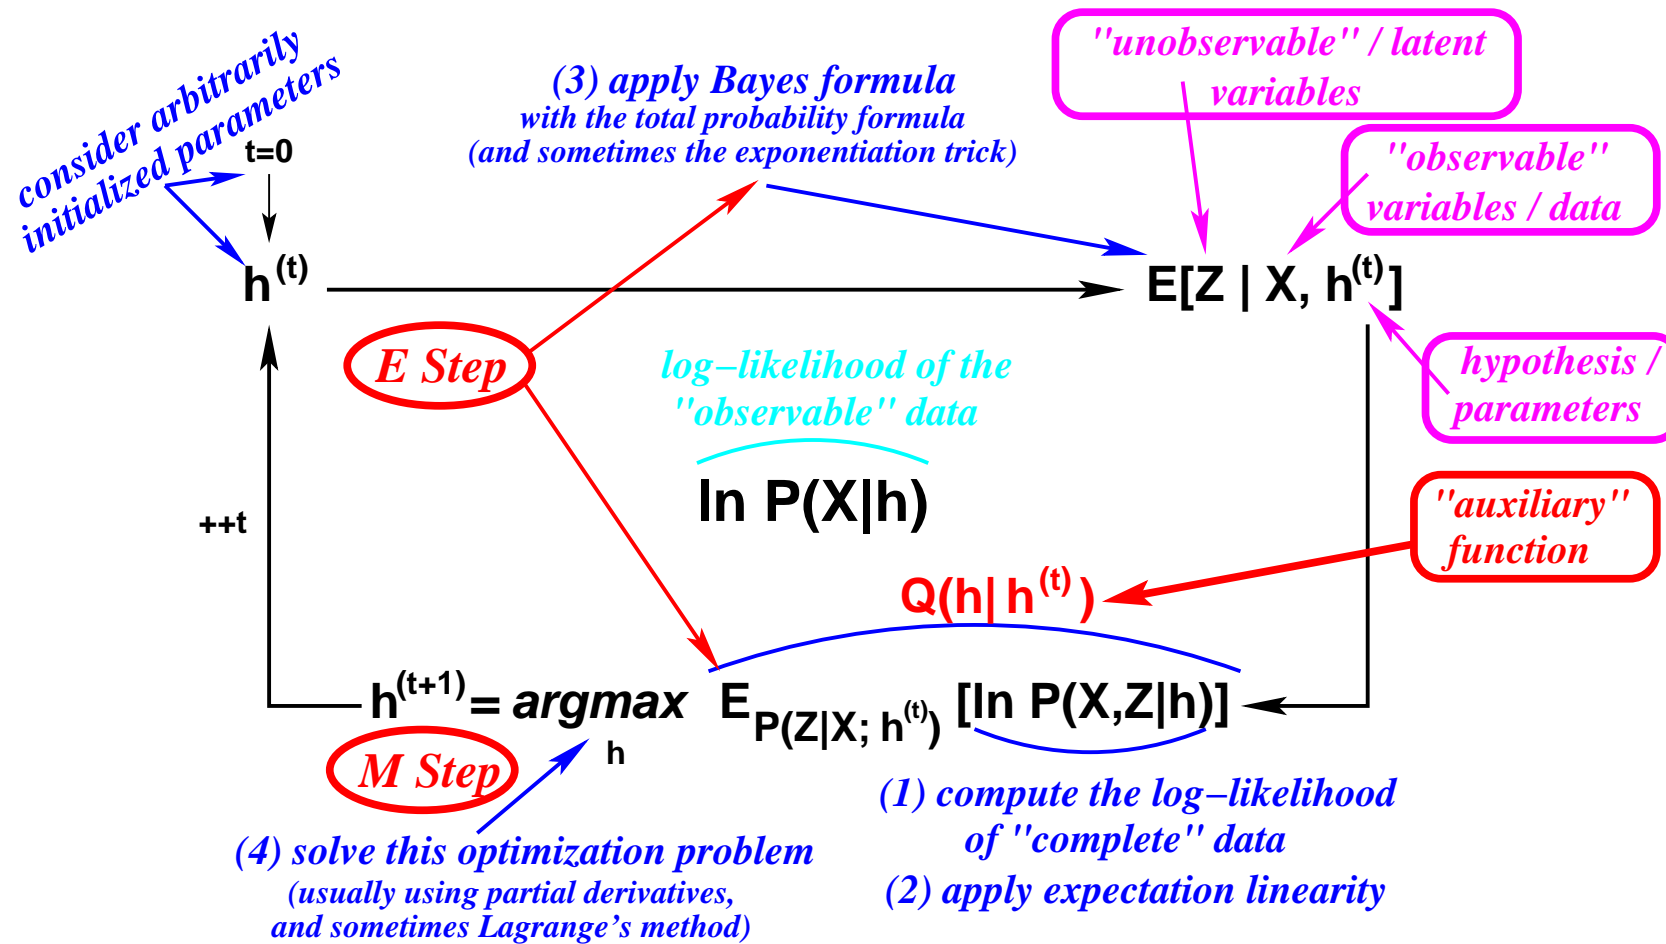 consider arbitrarily
initialized parameters
t=0
h(t)
(3) apply Bayes formula
with the total probability formula
(and sometimes the exponentiation trick)
"unobservable" / latent
variables
"observable"
variables / data
E[Z | X, h(t)]
hypothesis /
parameters
E Step
log−likelihood of the
"observable" data
ln P(X|h)
"auxiliary"
function
++t
Q(h| h(t) )
h(t+1) = argmax h E P(Z|X; h(t)) [ln P(X,Z|h)]
M Step
(1) compute the log−likelihood
of "complete" data
(2) apply expectation linearity
(4) solve this optimization problem
(usually using partial derivatives,
and sometimes Lagrange's method)